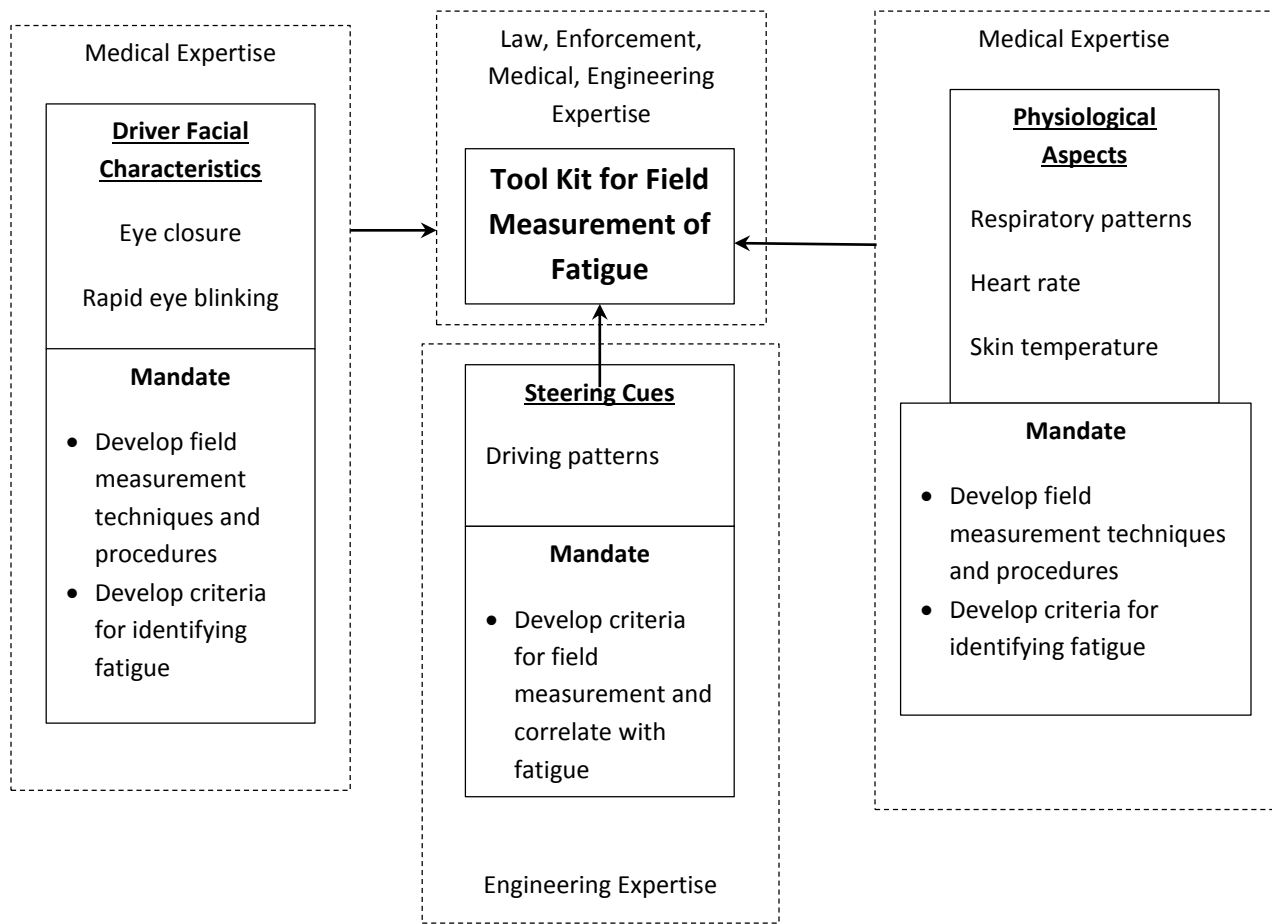 Medical Expertise
Driver Facial
Characteristics
Eye closure
Rapid eye blinking
Mandate
• Develop field
measurement
techniques and
procedures
• Develop criteria
for identifying
fatigue
Law, Enforcement,
Medical, Engineering
Expertise
Tool Kit for Field
Measurement of
Fatigue
Steering Cues
Driving patterns
Mandate
• Develop criteria
for field
measurement and
correlate with
fatigue
Engineering Expertise
Medical Expertise
Physiological
Aspects
Respiratory patterns
Heart rate
Skin temperature
Mandate
• Develop field
measurement techniques
and procedures
• Develop criteria for
identifying fatigue